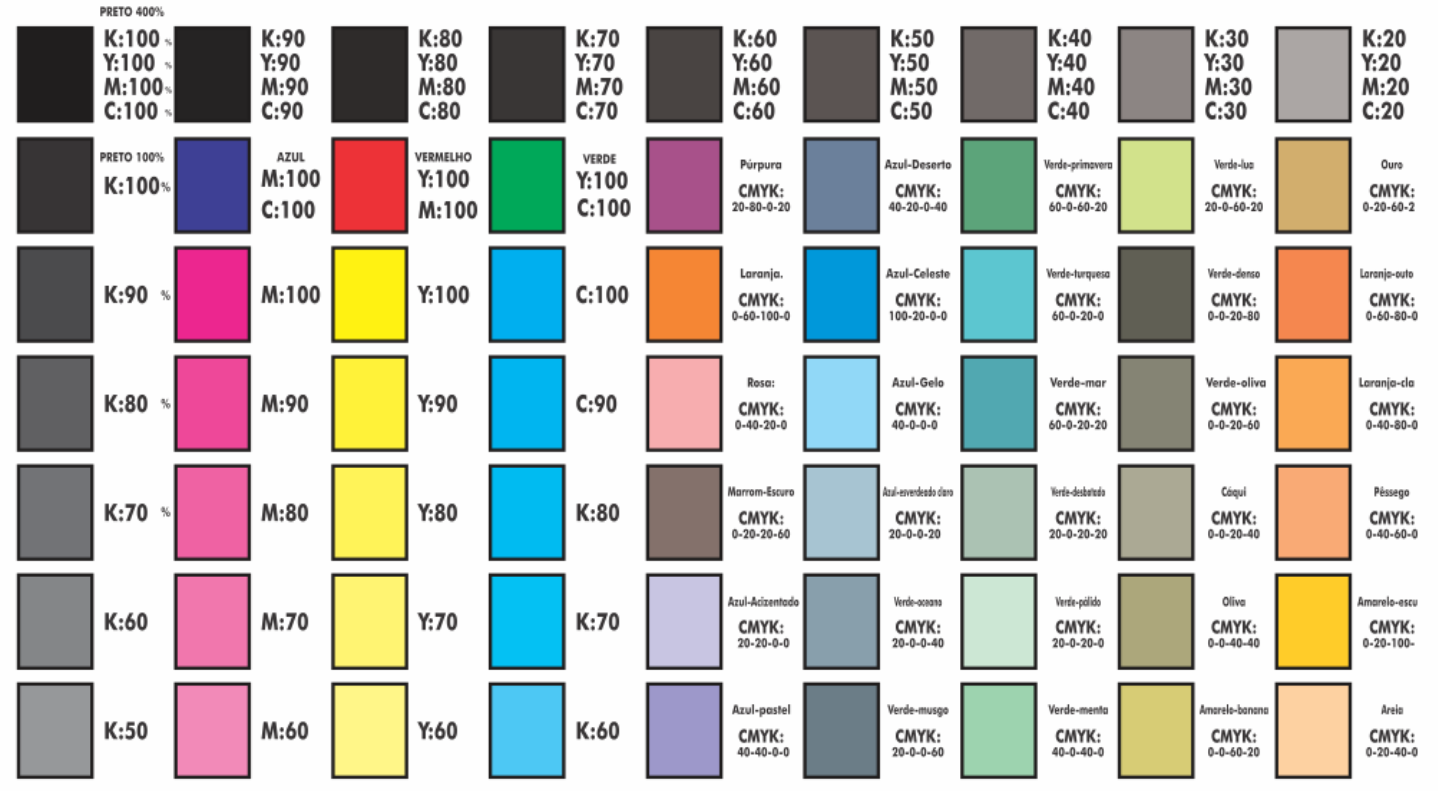 PRETO 400%
K:100 %
Y:100 %
M:100 %
C:100 %
K:90
Y:90
M:90
C:90
K:80
Y:80
M:80
C:80
K:70
Y:70
M:70
C:70
K:60
Y:60
M:60
C:60
K:50
Y:50
M:50
C:50
K:40
Y:40
M:40
C:40
K:30
Y:30
M:30
C:30
K:20
Y:20
M:20
C:20
PRETO 100%
K:100%
AZUL
M:100
C:100
VERMELHO
Y:100
M:100
VERDE
Y:100
C:100
Púrpura
CMYK:
20-80-0-20
Azul-Deserto
CMYK:
40-20-0-40
Verde-primavera
CMYK:
60-0-60-20
Verde-lua
CMYK:
20-0-60-20
Ouro
CMYK:
0-20-60-2
K:90 %
M:100
Y:100
C:100
Laranja.
CMYK:
0-60-100-0
Azul-Celeste
CMYK:
100-20-0-0
Verde-turquesa
CMYK:
60-0-20-0
Verde-denso
CMYK:
0-0-20-80
Laranja-outo
CMYK:
0-60-80-0
K:80 %
M:90
Y:90
C:90
Rosa:
CMYK:
0-40-20-0
Azul-Gelo
CMYK:
40-0-0-0
Verde-mar
CMYK:
60-0-20-20
Verde-oliva
CMYK:
0-0-20-60
Laranja-cla
CMYK:
0-40-80-0
K:70 %
M:80
Y:80
K:80
Marrom-Escuro
CMYK:
0-20-20-60
Azul-esverdeado claro
CMYK:
20-0-0-20
Verde-desbotado
CMYK:
20-0-20-20
Cáqui
CMYK:
0-0-20-40
Pêssego
CMYK:
0-40-60-0
K:60
M:70
Y:70
K:70
Azul-Acizentado
CMYK:
20-20-0-0
Verde-oceano
CMYK:
20-0-0-40
Verde-pálido
CMYK:
20-0-20-0
Oliva
CMYK:
0-0-40-40
Amarelo-escu
CMYK:
0-20-100-
K:50
M:60
Y:60
K:60
Azul-pastel
CMYK:
40-40-0-0
Verde-musgo
CMYK:
20-0-0-60
Verde-menta
CMYK:
40-0-40-0
Amarelo-banana
CMYK:
0-0-60-20
Areia
CMYK:
0-20-40-0